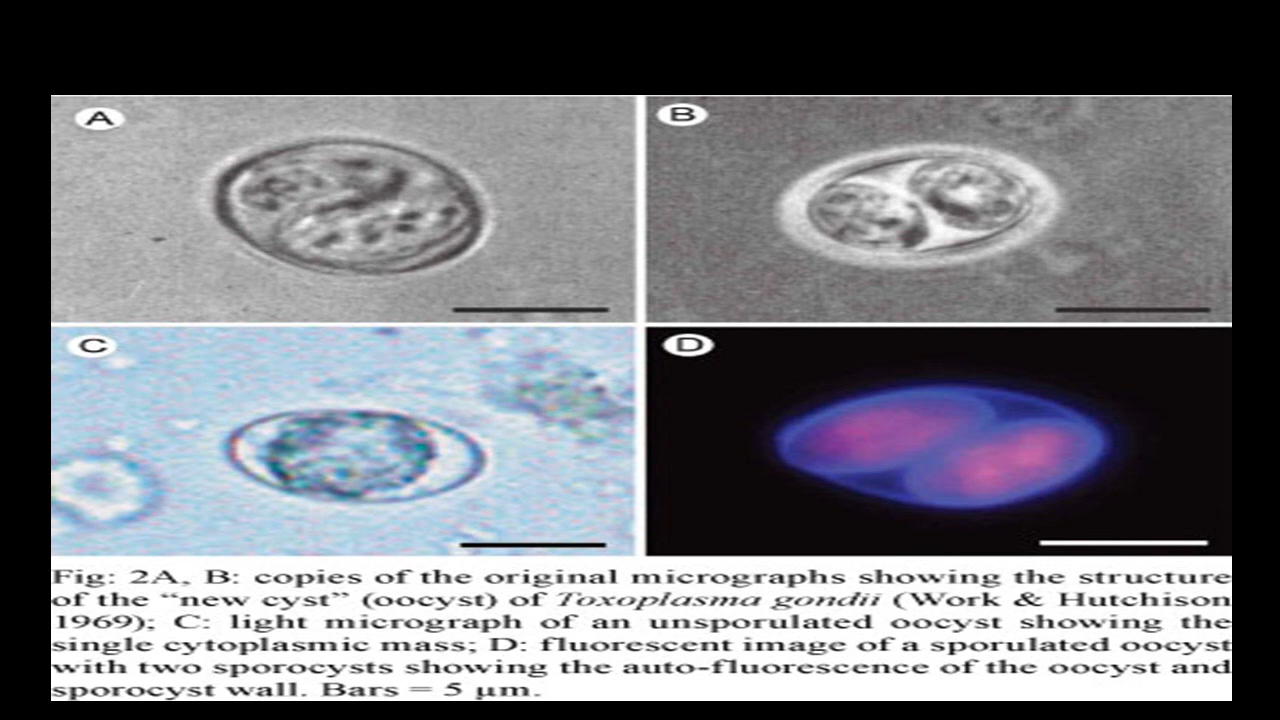 A
B
C
D
Fig: 2A, B: copies of the original micrographs showing the structure
of the “new cyst” (oocyst) of Toxoplasma gondii (Work & Hutchison
1969); C: light micrograph of an unsporulated oocyst showing the
single cytoplasmic mass; D: fluorescent image of a sporulated oocyst
with two sporocysts showing the auto-fluorescence of the oocyst and
sporocyst wall. Bars = 5 µm.